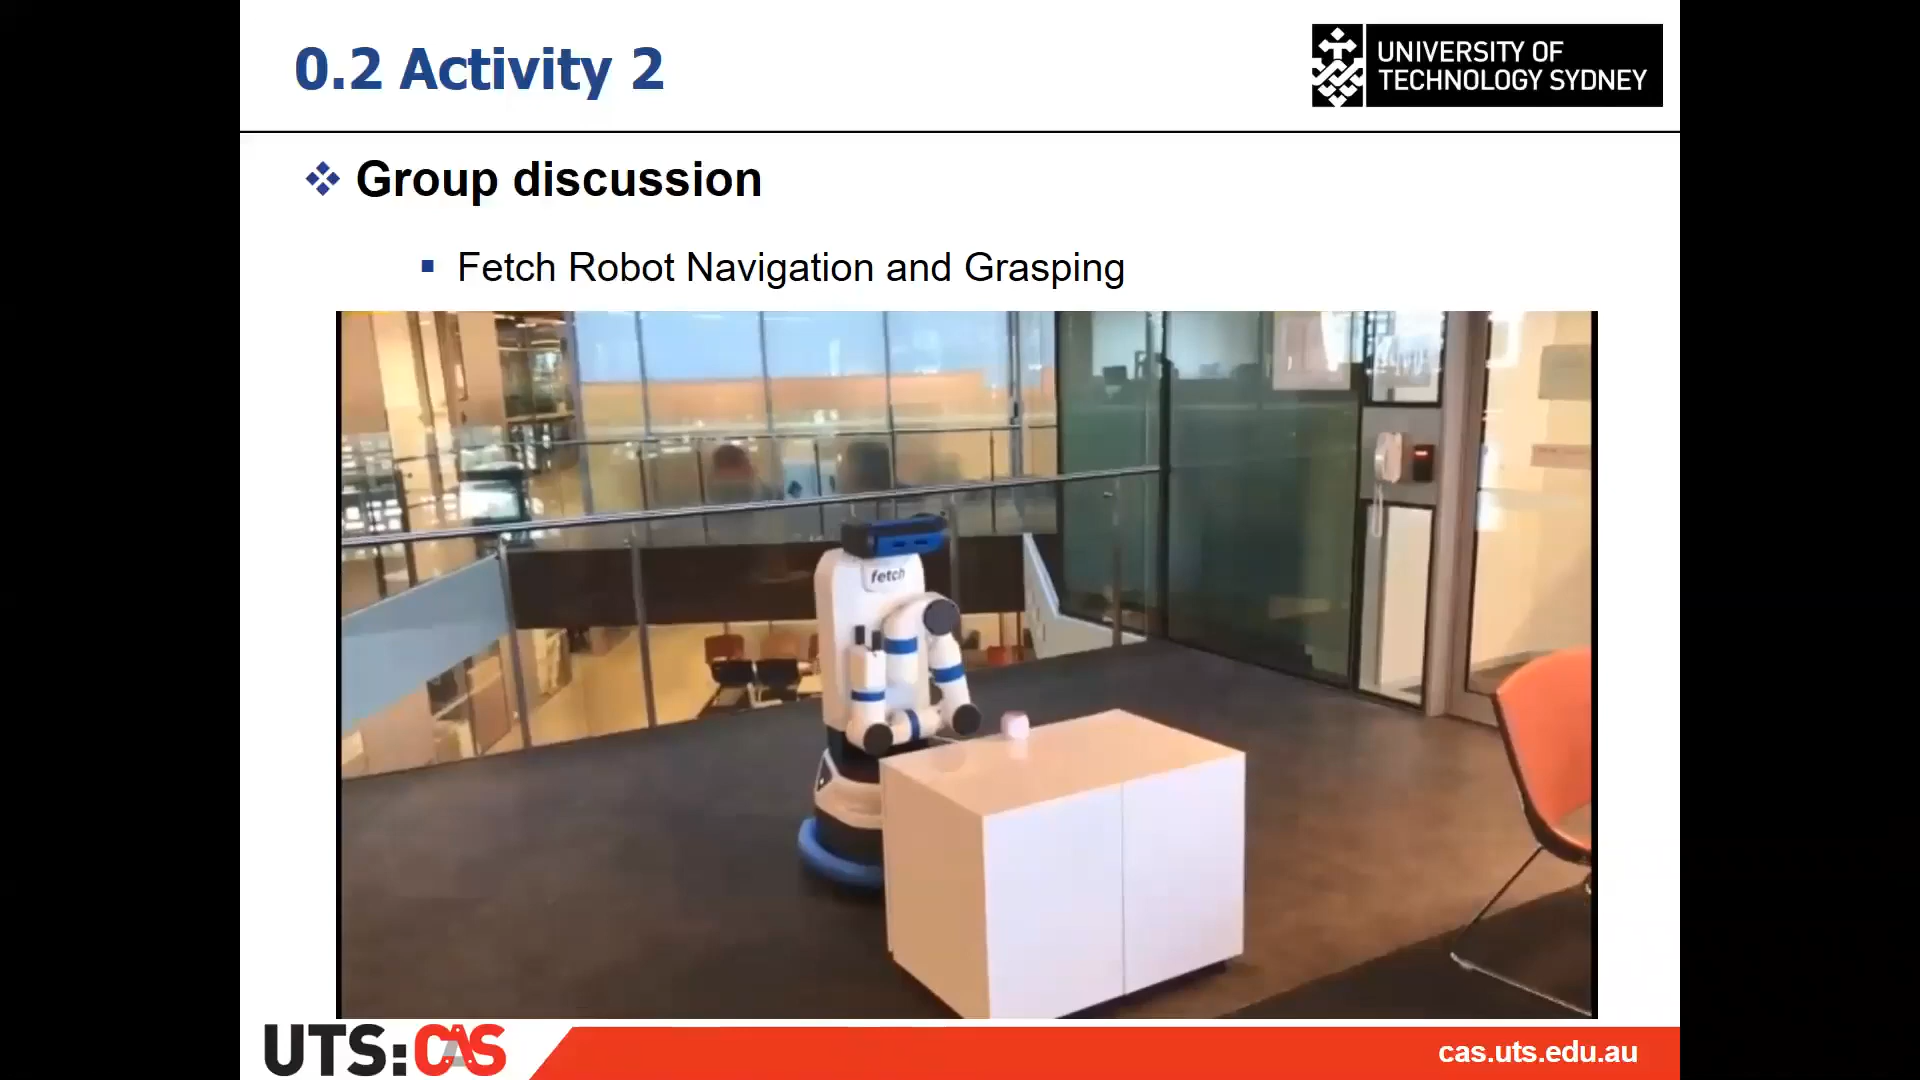 0.2 Activity 2
UNIVERSITY OF
TECHNOLOGY SYDNEY
Group discussion
Fetch Robot Navigation and Grasping
fetch
UTS:CAS
cas.uts.edu.au